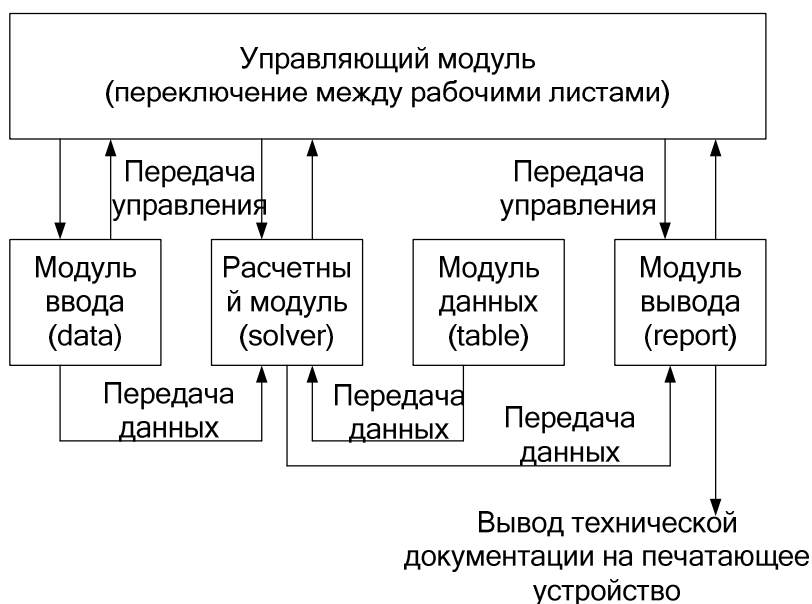 Управляющий модуль
(переключение между рабочими листами)
Передача
управления
Передача
управления
Модуль
ввода
(data)
Расчетны
й модуль
(solver)
Модуль
данных
(table)
Модуль
вывода
(report)
Передача
данных
Передача
данных
Передача
данных
Вывод технической
документации на печатающее
устройство